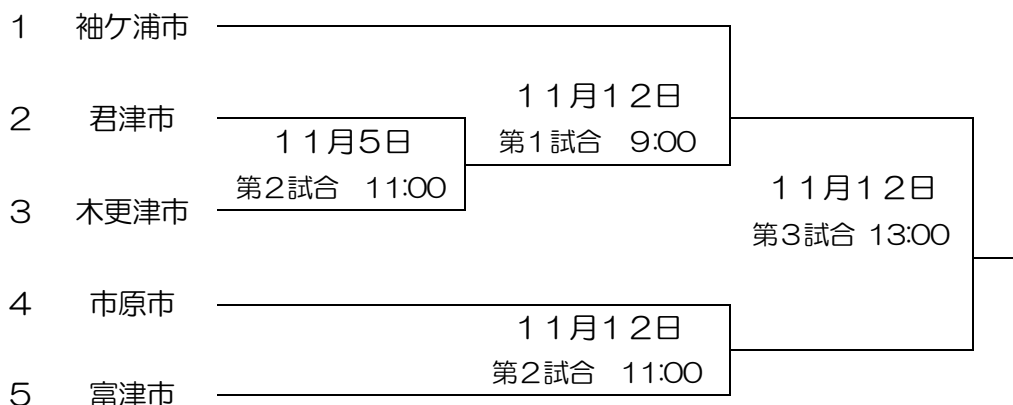 １　袖ケ浦市
１１月１２日
２　君津市
１１月５日
第１試合　9:00
第２試合　11:00
１１月１２日
３　木更津市
第３試合 13:00
４　市原市
１１月１２日
第２試合　11:00
５　富津市